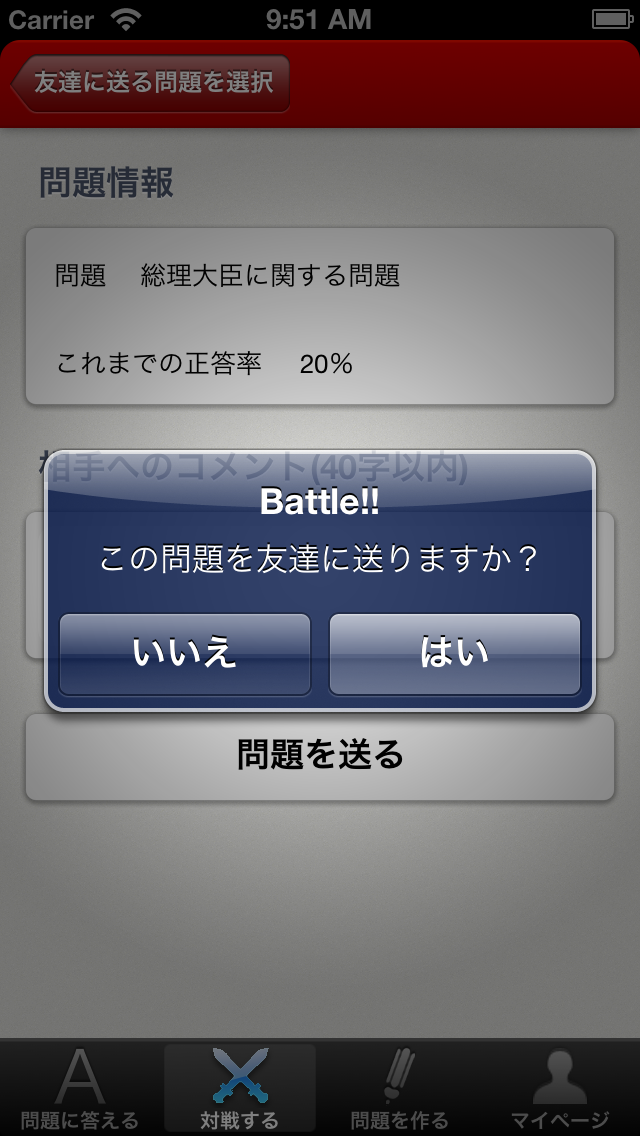 Carrier 9:51 AM
友達に送る問題を選択
問題情報
問題 総理大臣に関する問題
これまでの正答率 20%
相手へのコメント(40字以内)
Battle!!
この問題を友達に送りますか？
いいえ はい
問題を送る
問題に答える 対戦する 問題を作る マイページ